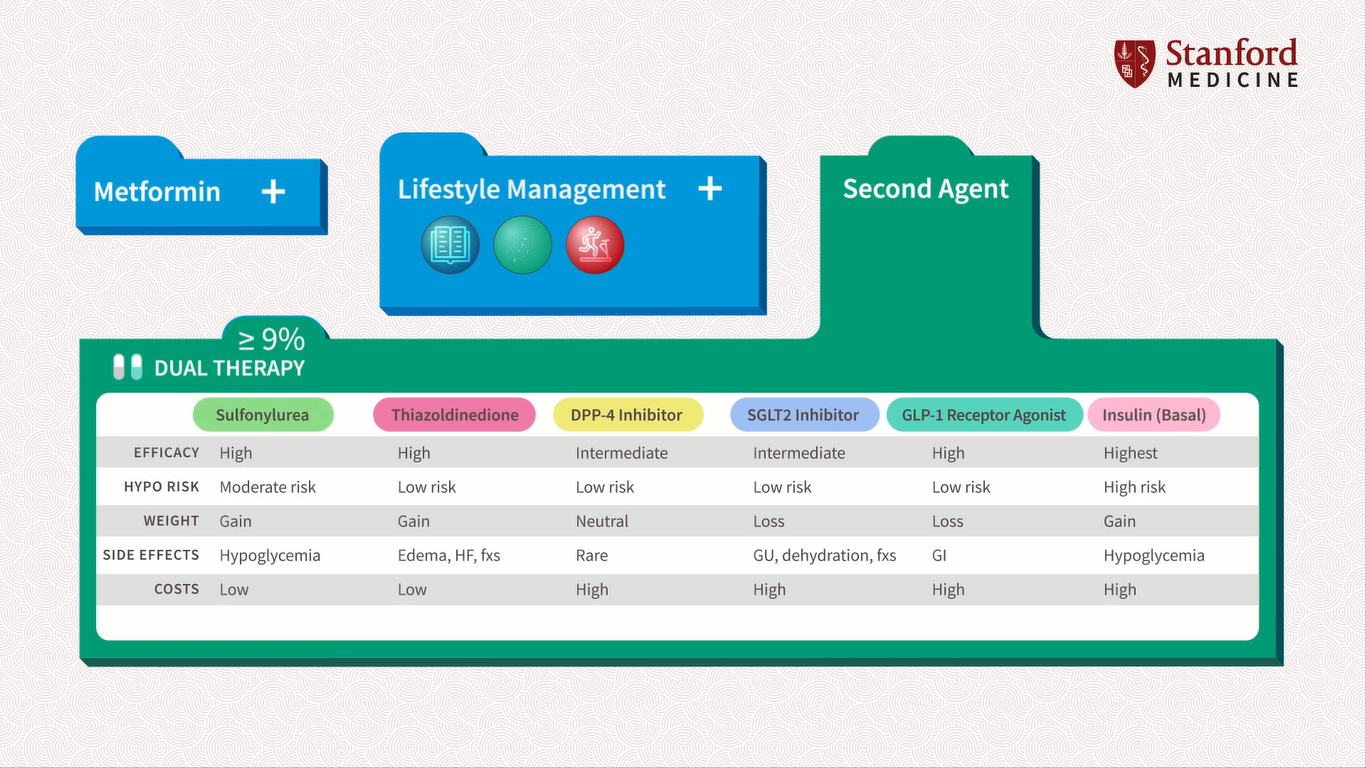 Stanford
MEDICINE
Metformin +
Lifestyle Management +
Second Agent
≥ 9%
DUAL THERAPY
Sulfonylurea Thiazoldinedione DPP-4 Inhibitor SGLT2 Inhibitor GLP-1 Receptor Agonist Insulin (Basal)
EFFICACY High High Intermediate Intermediate High Highest
HYPO RISK Moderate risk Low risk Low risk Low risk Low risk High risk
WEIGHT Gain Gain Neutral Loss Loss Gain
SIDE EFFECTS Hypoglycemia Edema, HF, fxs Rare GU, dehydration, fxs GI Hypoglycemia
COSTS Low Low High High High High